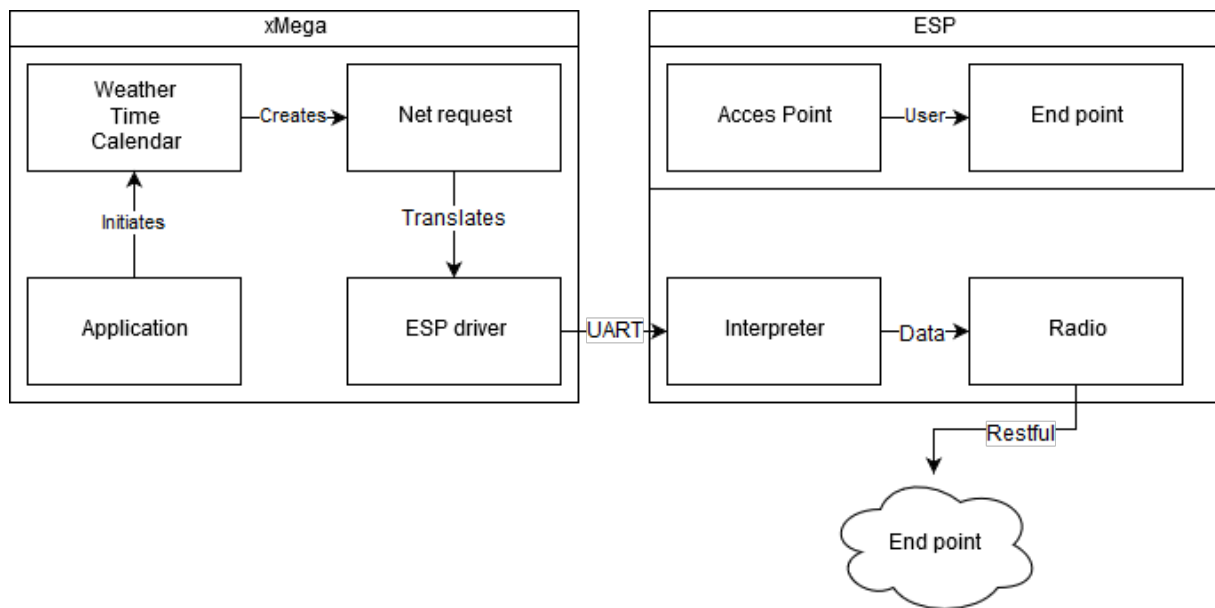 xMega
ESP
Weather
Time
Calendar
Creates
Net request
Acces Point
User
End point
Initiates
Translates
Application
ESP driver
UART
Interpreter
Data
Radio
Restful
End point